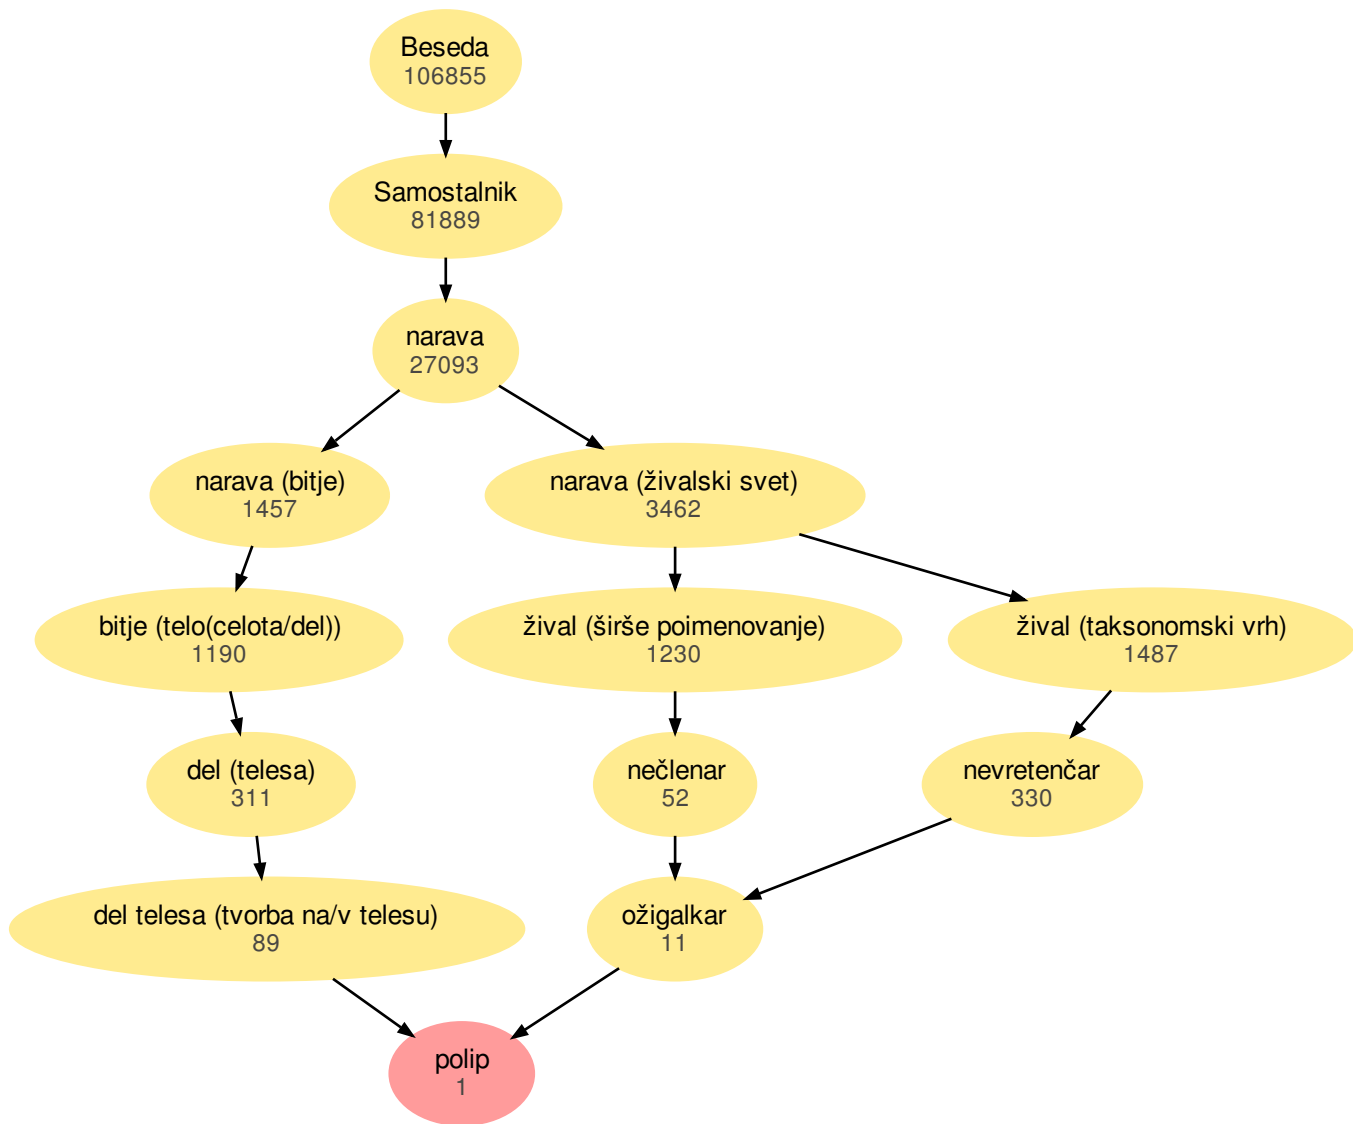 Beseda
106855
Samostalnik
81889
narava
27093
narava (bitje)
1457
narava (živalski svet)
3462
bitje (telo(celota/del))
1190
žival (širše poimenovanje)
1230
žival (taksonomski vrh)
1487
del (telesa)
311
nečlenar
52
nevretenčar
330
del telesa (tvorba na/v telesu)
89
ožigalkar
11
polip
1